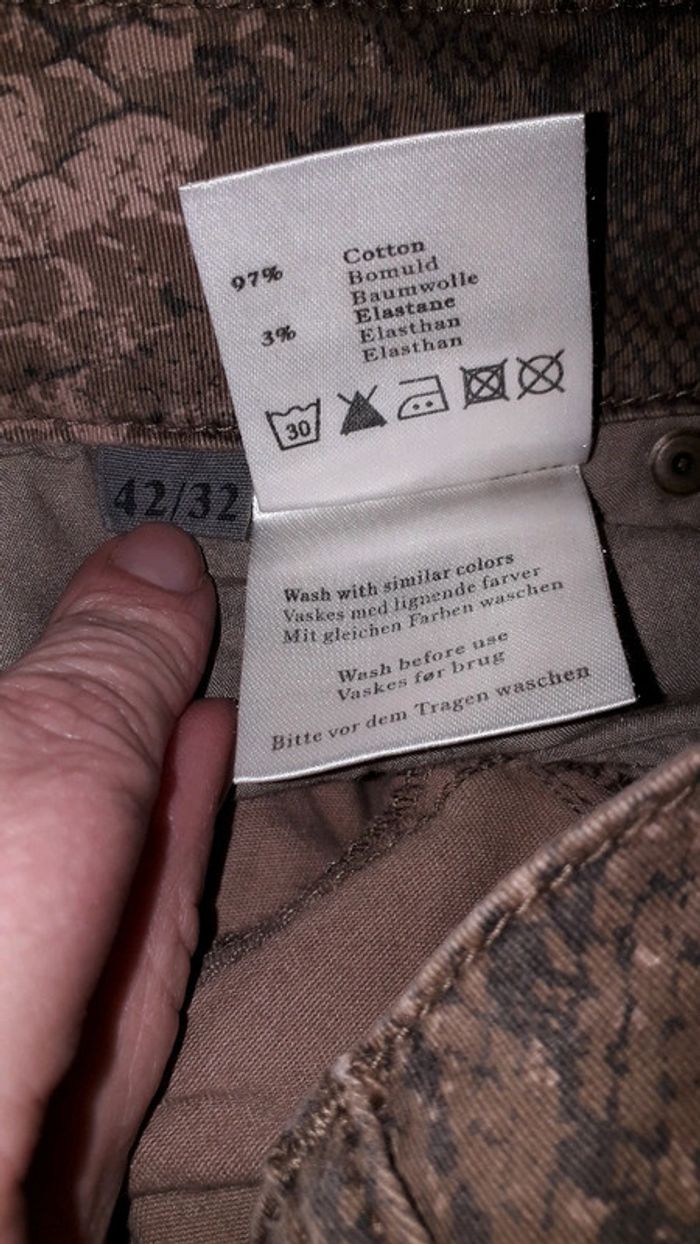 97%
Cotton
Bomuld
Baumwolle
3%
Elastane
Elasthan
Elasthan
30
42/32
Wash with similar colors
Vaskes med lignende farver
Mit gleichen Farben waschen
Wash before use
Vaskes før brug
Bitte vor dem Tragen waschen